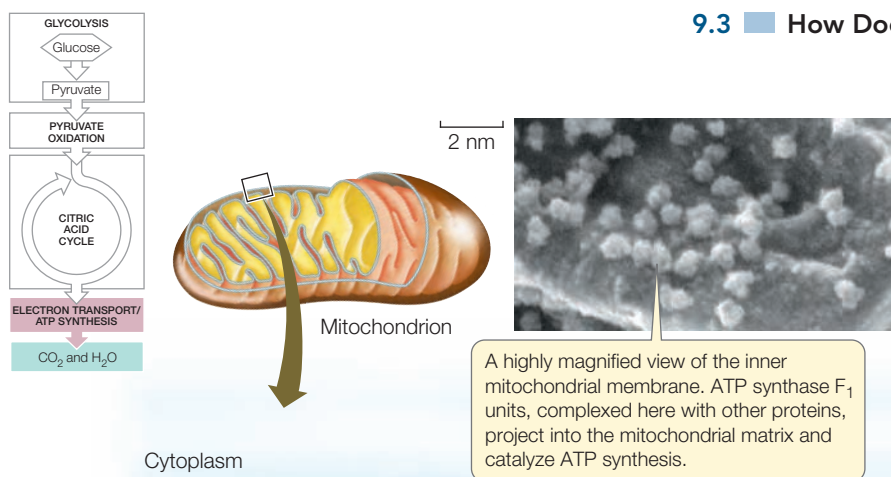 9.3 How Doe
GLYCOLYSIS
Glucose
Pyruvate
PYRUVATE
OXIDATION
CITRIC
ACID
CYCLE
ELECTRON TRANSPORT/
ATP SYNTHESIS
CO₂ and H₂O
2 nm
Mitochondrion
A highly magnified view of the inner
mitochondrial membrane. ATP synthase F₁
units, complexed here with other proteins,
project into the mitochondrial matrix and
catalyze ATP synthesis.
Cytoplasm